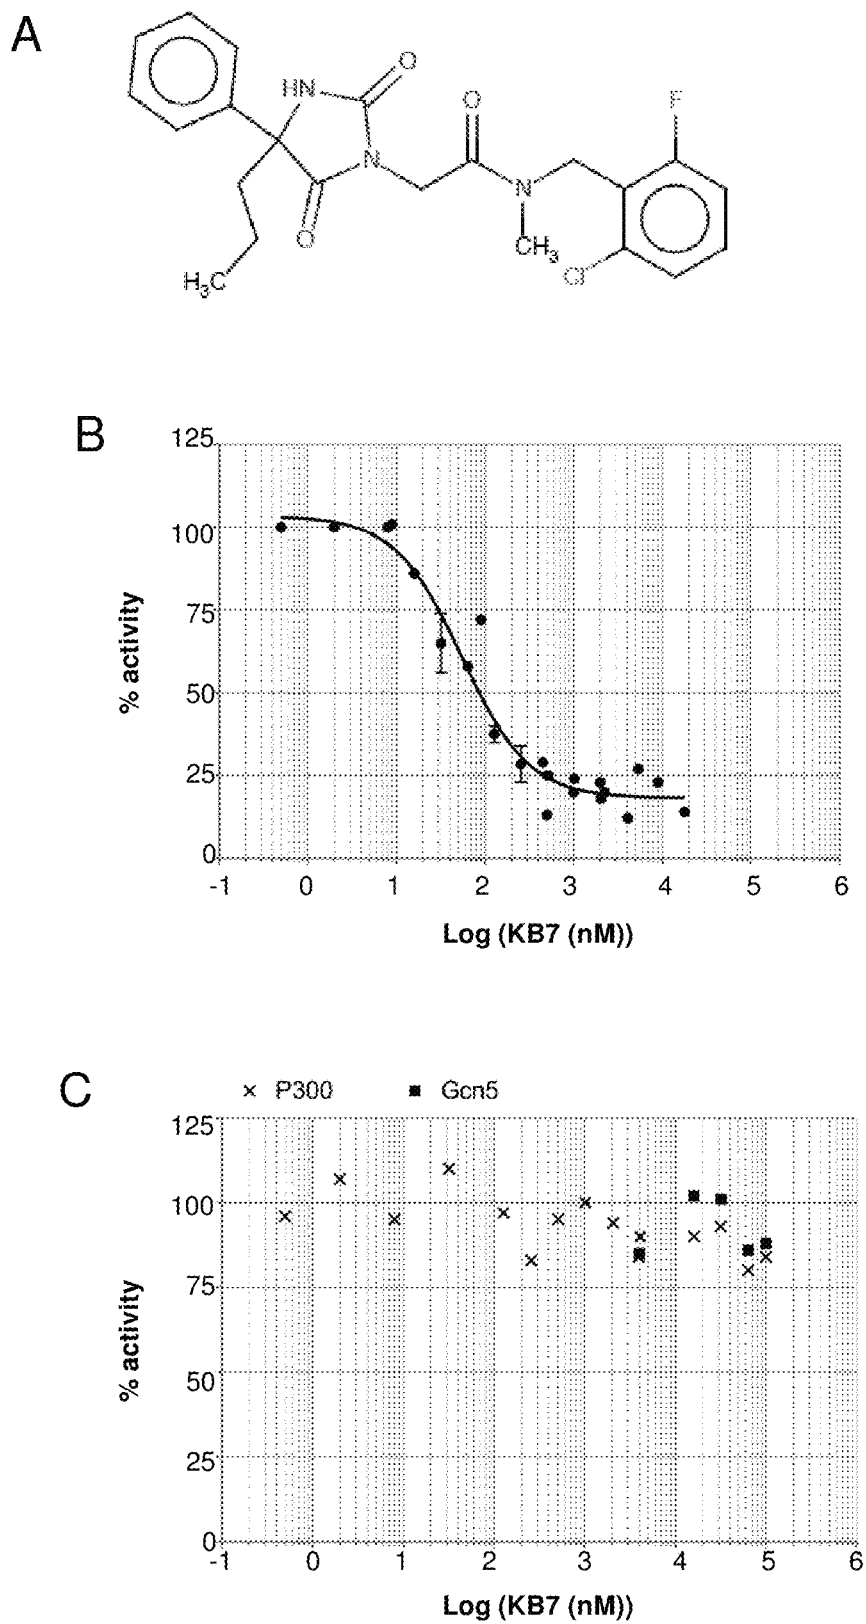 A
HN
O
O
F
N
N
O
CH3
Cl
H3C
B
125
100
75
50
25
0
% activity
-1 0 1 2 3 4 5 6
Log (KB7 (nM))
C
P300 Gcn5
125
100
75
50
25
0
% activity
-1 0 1 2 3 4 5 6
Log (KB7 (nM))